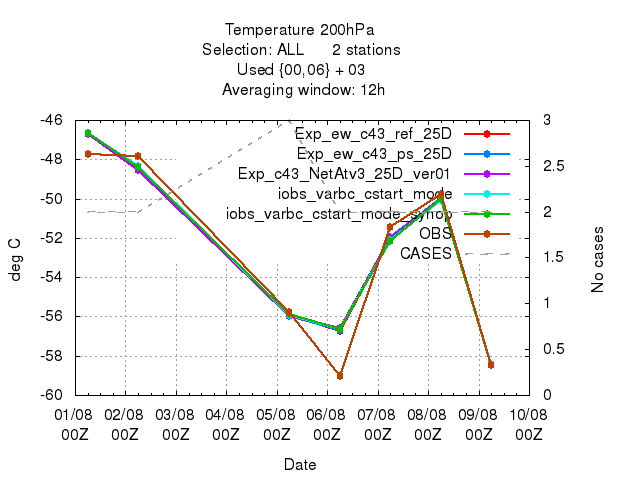 Temperature 200hPa
Selection: ALL 2 stations
Used {00,06} + 03
Averaging window: 12h
-46
-48
-50
-52
-54
-56
-58
-60
deg C
3
2.5
2
1.5
1
0.5
0
No cases
Exp_ew_c43_ref_25D
Exp_ew_c43_ps_25D
Exp_c43_NetAtv3_25D_ver01
iobs_varbc_cstart_mode
iobs_varbc_cstart_mode_synop
OBS
CASES
01/08 02/08 03/08 04/08 05/08 06/08 07/08 08/08 09/08 10/08
00Z 00Z 00Z 00Z 00Z 00Z 00Z 00Z 00Z 00Z
Date